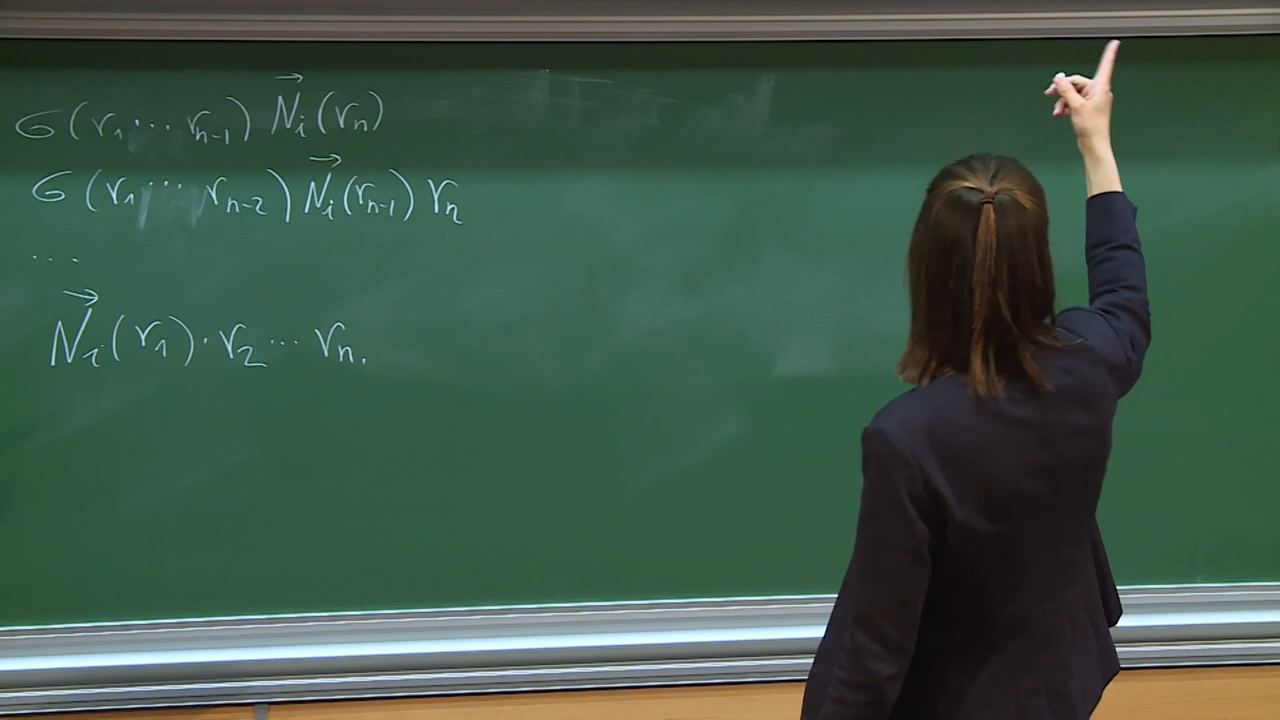 σ(r₁ ⋯ rₙ₋₁) N⃗ᵢ(rₙ)
σ(r₁ ⋯ rₙ₋₂) N⃗ᵢ(rₙ₋₁) rₙ
...
N⃗ᵢ(r₁)·r₂ ⋯ rₙ.